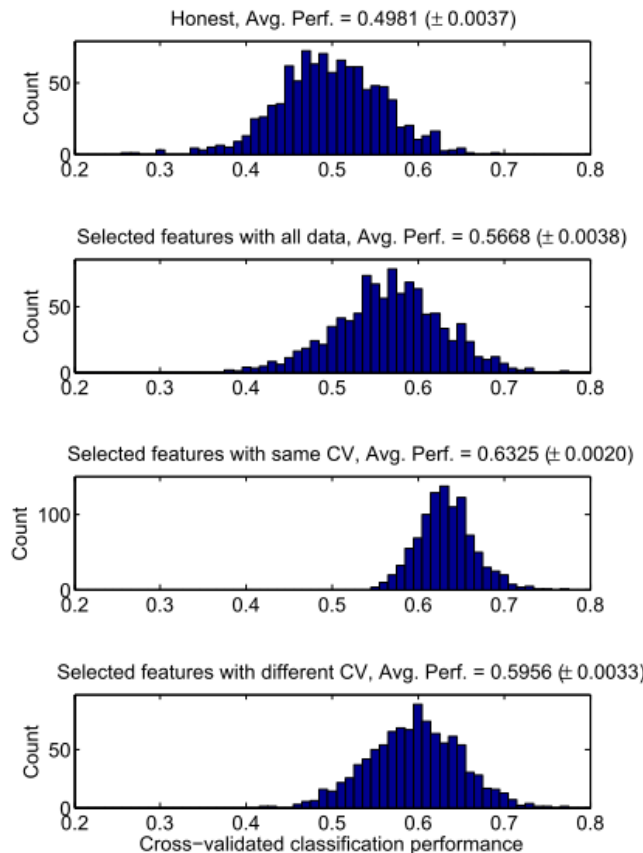 Honest, Avg. Perf. = 0.4981 (± 0.0037)
Count
50
0
0.2 0.3 0.4 0.5 0.6 0.7 0.8
Selected features with all data, Avg. Perf. = 0.5668 (± 0.0038)
Count
50
0
0.2 0.3 0.4 0.5 0.6 0.7 0.8
Selected features with same CV, Avg. Perf. = 0.6325 (± 0.0020)
Count
100
0
0.2 0.3 0.4 0.5 0.6 0.7 0.8
Selected features with different CV, Avg. Perf. = 0.5956 (± 0.0033)
Count
50
0
0.2 0.3 0.4 0.5 0.6 0.7 0.8
Cross−validated classification performance